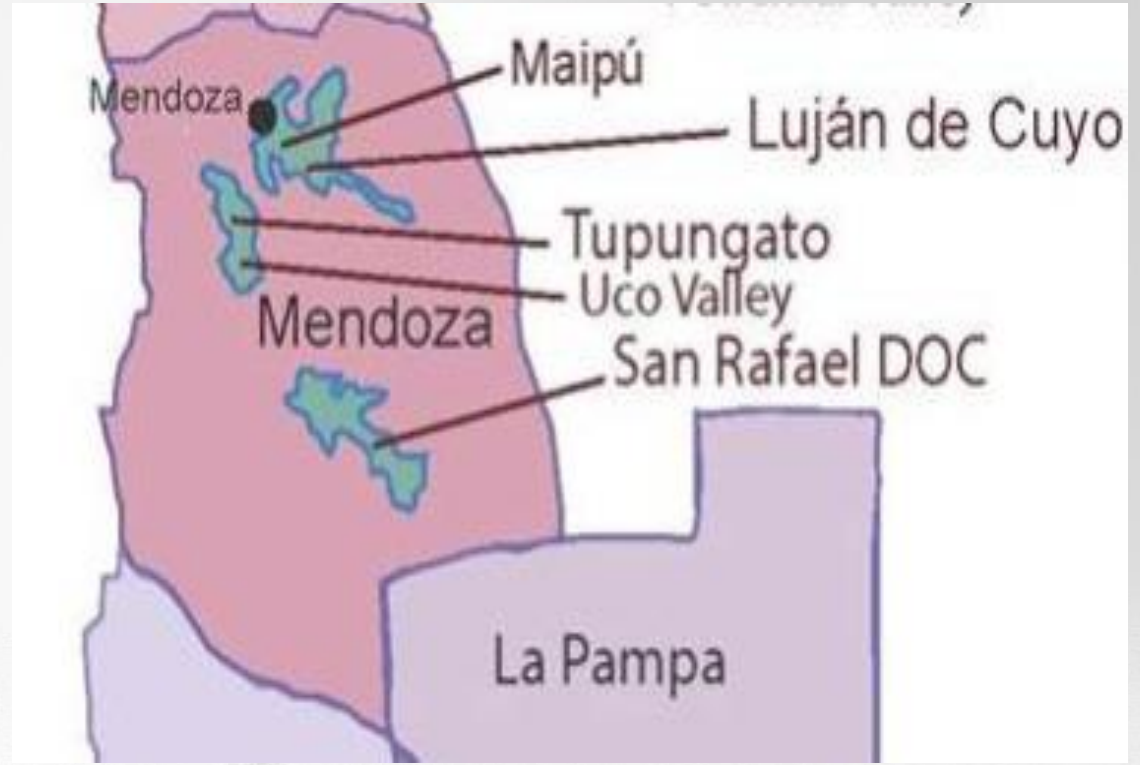 Maipú
Mendoza
Luján de Cuyo
Tupungato
Uco Valley
Mendoza
San Rafael DOC
La Pampa